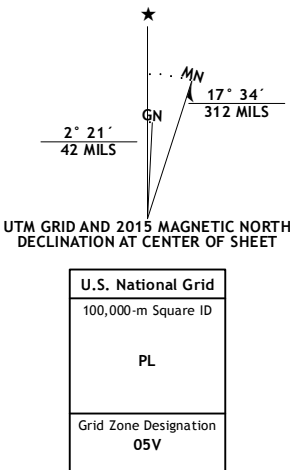 ★
MN
17° 34´
312 MILS
GN
2° 21´
42 MILS
UTM GRID AND 2015 MAGNETIC NORTH
DECLINATION AT CENTER OF SHEET
U.S. National Grid
100,000-m Square ID
PL
Grid Zone Designation
05V